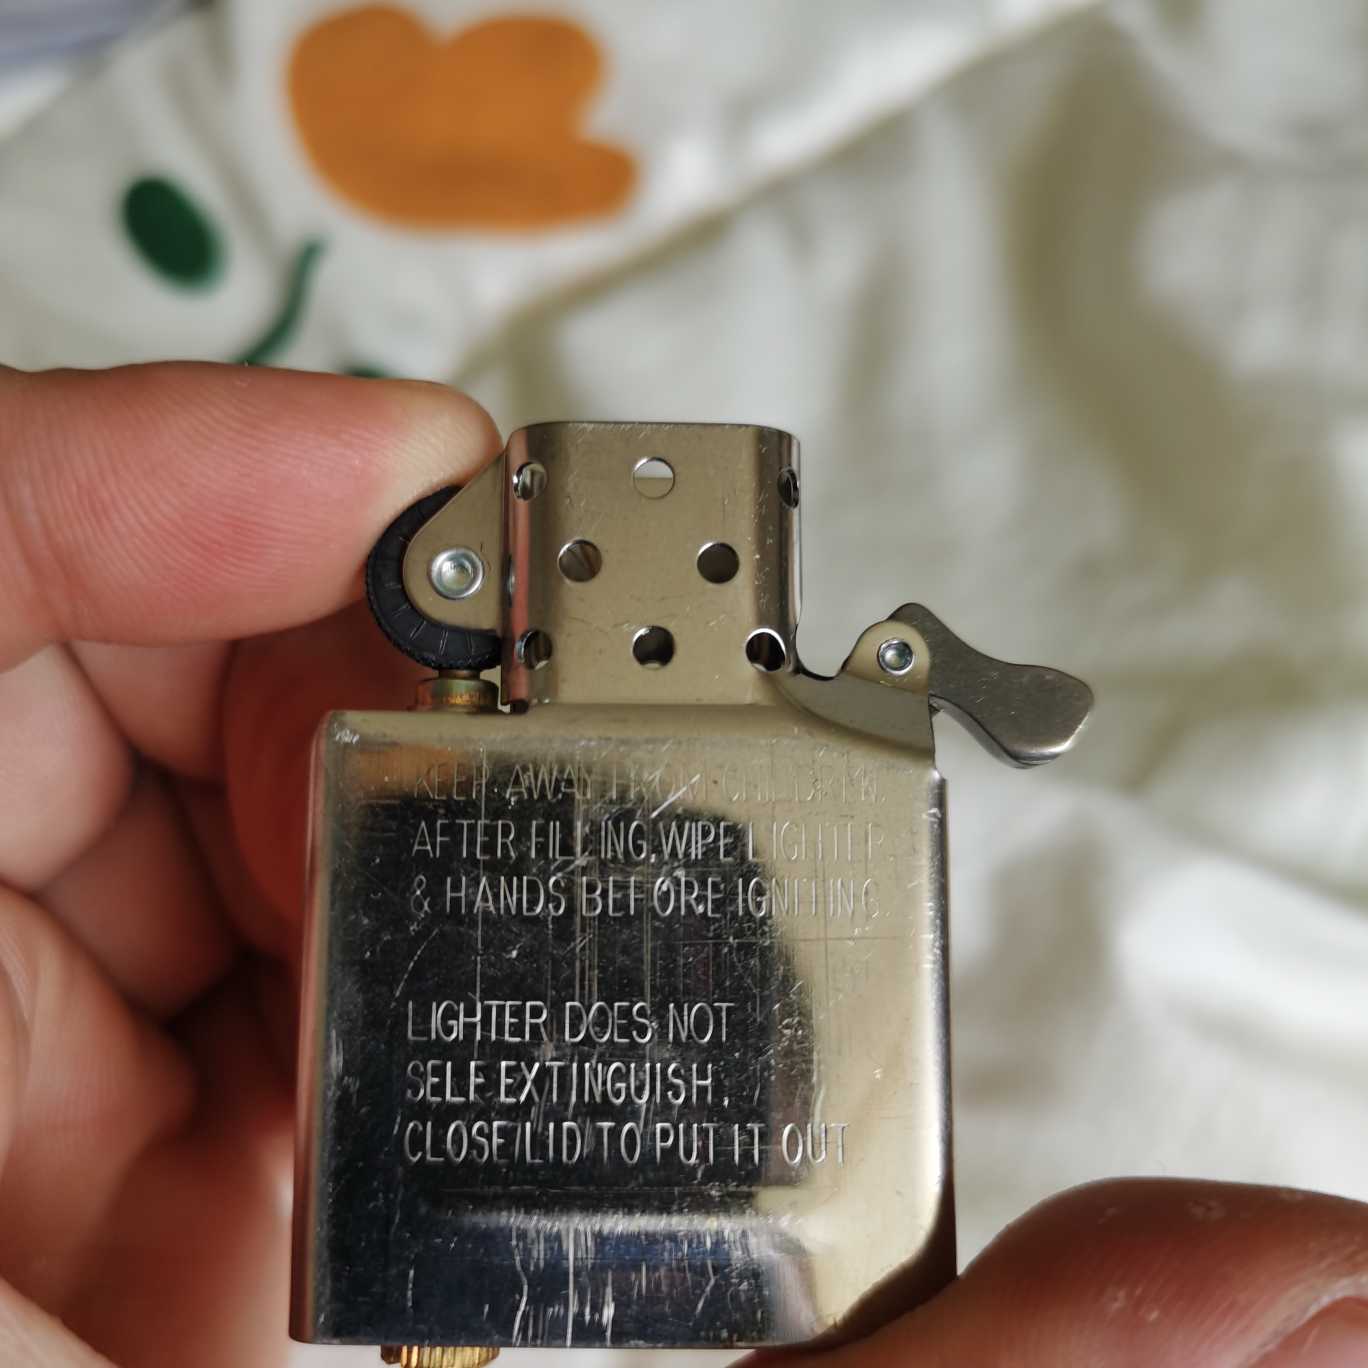 KEEP AWAY FROM CHILDREN.
AFTER FILLING,WIPE LIGHTER
& HANDS BEFORE IGNITING.
LIGHTER DOES NOT
SELF EXTINGUISH.
CLOSE LID TO PUT IT OUT